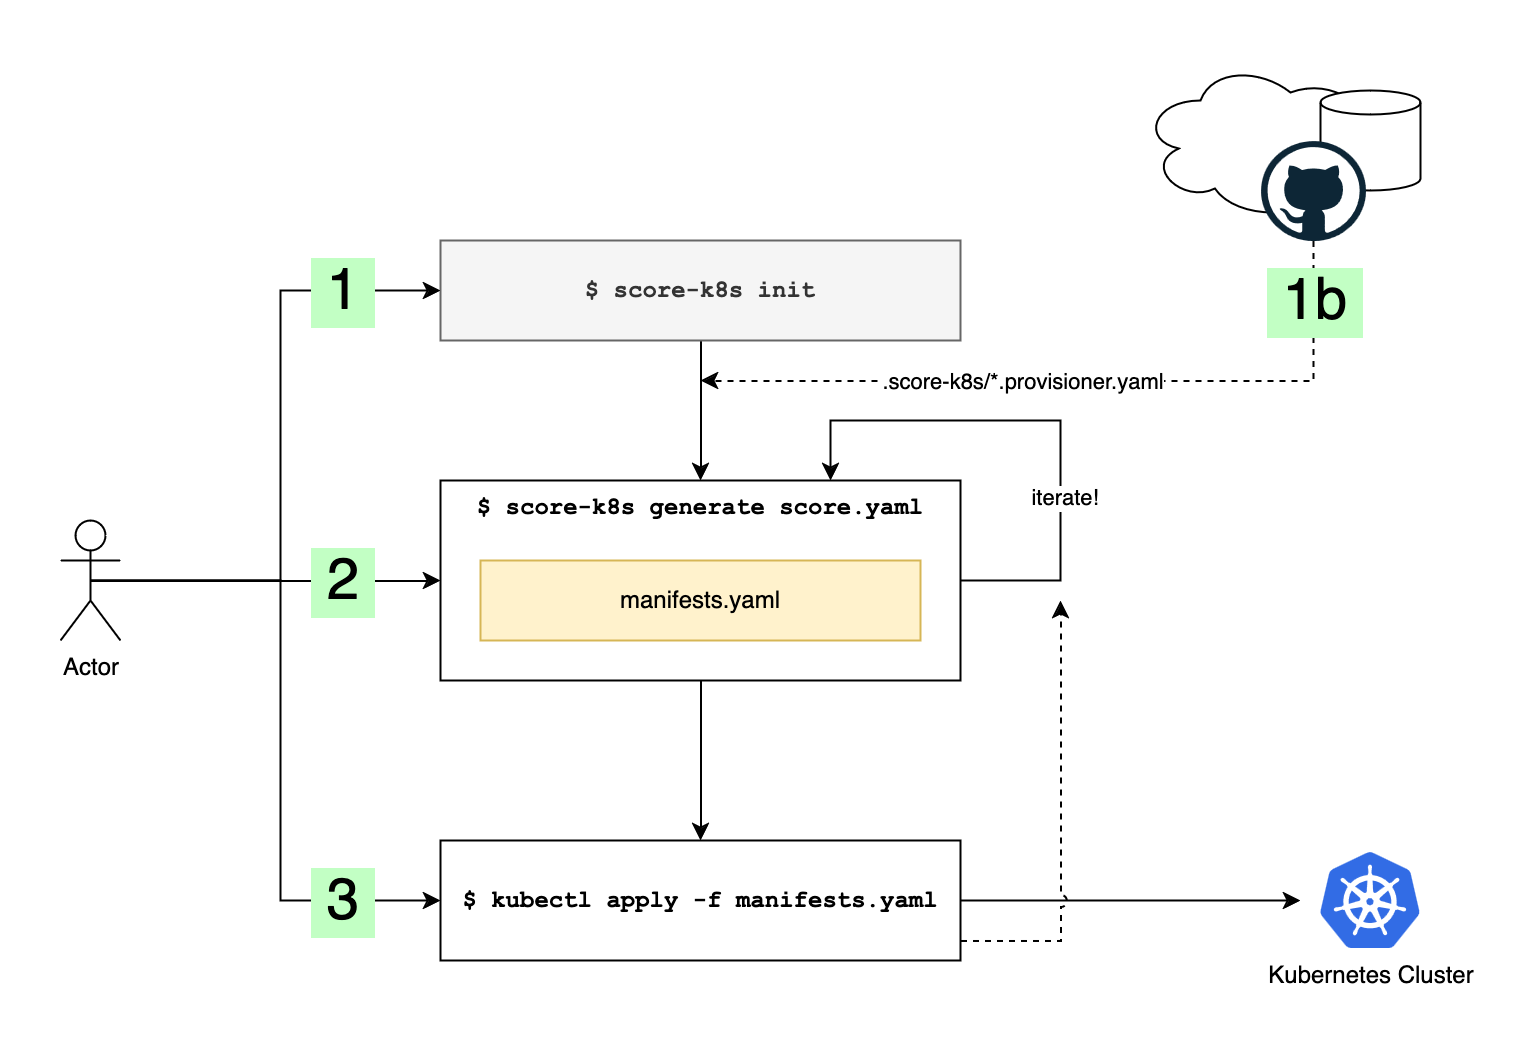 1
$ score-k8s init
1b
.score-k8s/*.provisioner.yaml
iterate!
$ score-k8s generate score.yaml
2
manifests.yaml
Actor
3
$ kubectl apply -f manifests.yaml
Kubernetes Cluster